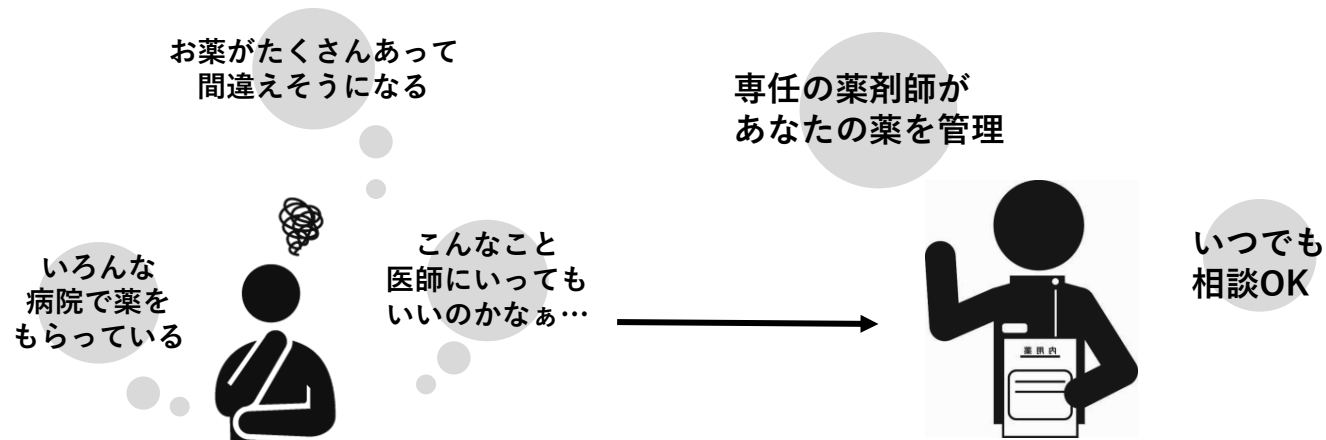 お薬がたくさんあって
間違えそうになる
いろんな
病院で薬を
もらっている
こんなこと
医師にいっても
いいのかなぁ…
専任の薬剤師が
あなたの薬を管理
いつでも
相談OK
内用薬